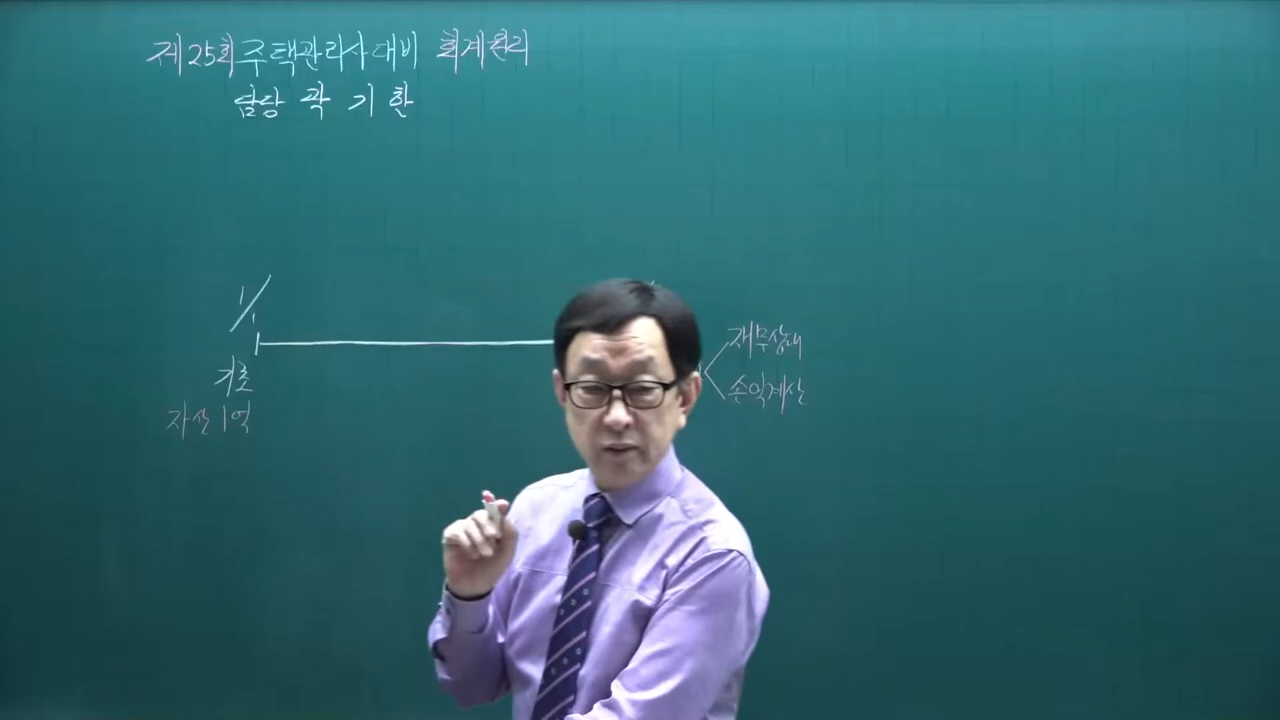 제25회 주택관리사대비 회계원리
담당 곽 기 환
1/1
기초
자산 1억
재무상태
손익계산